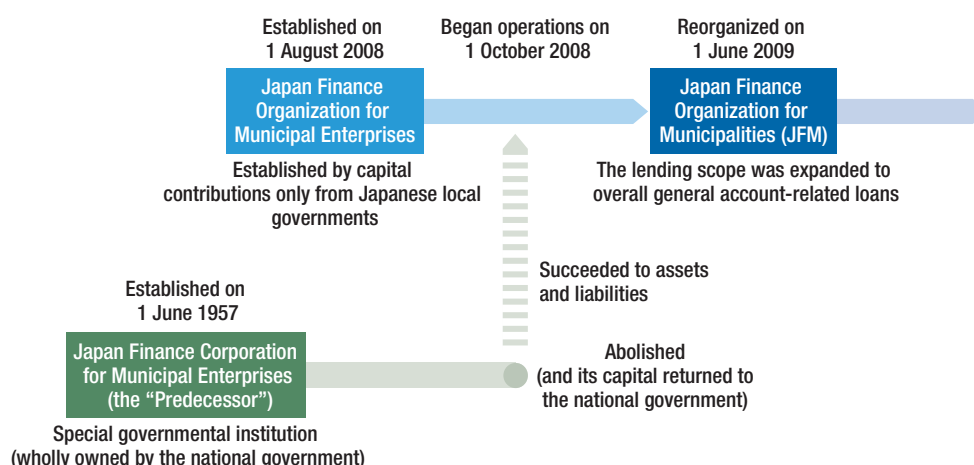 Established on
1 August 2008
Began operations on
1 October 2008
Reorganized on
1 June 2009
Japan Finance
Organization for
Municipal Enterprises
Japan Finance
Organization for
Municipalities (JFM)
Established by capital
contributions only from Japanese local
governments
The lending scope was expanded to
overall general account-related loans
Succeeded to assets
and liabilities
Established on
1 June 1957
Japan Finance Corporation
for Municipal Enterprises
(the “Predecessor”)
Abolished
(and its capital returned to
the national government)
Special governmental institution
(wholly owned by the national government)